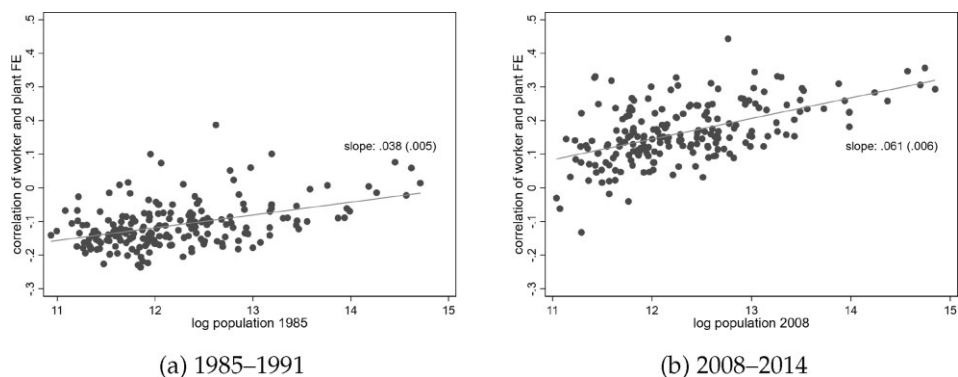 correlation of worker and plant FE
.5
.4
.3
.2
.1
0
-.1
-.2
-.3
slope: .038 (.005)
11 12 13 14 15
log population 1985
(a) 1985–1991
correlation of worker and plant FE
.5
.4
.3
.2
.1
0
-.1
-.2
-.3
slope: .061 (.006)
11 12 13 14 15
log population 2008
(b) 2008–2014